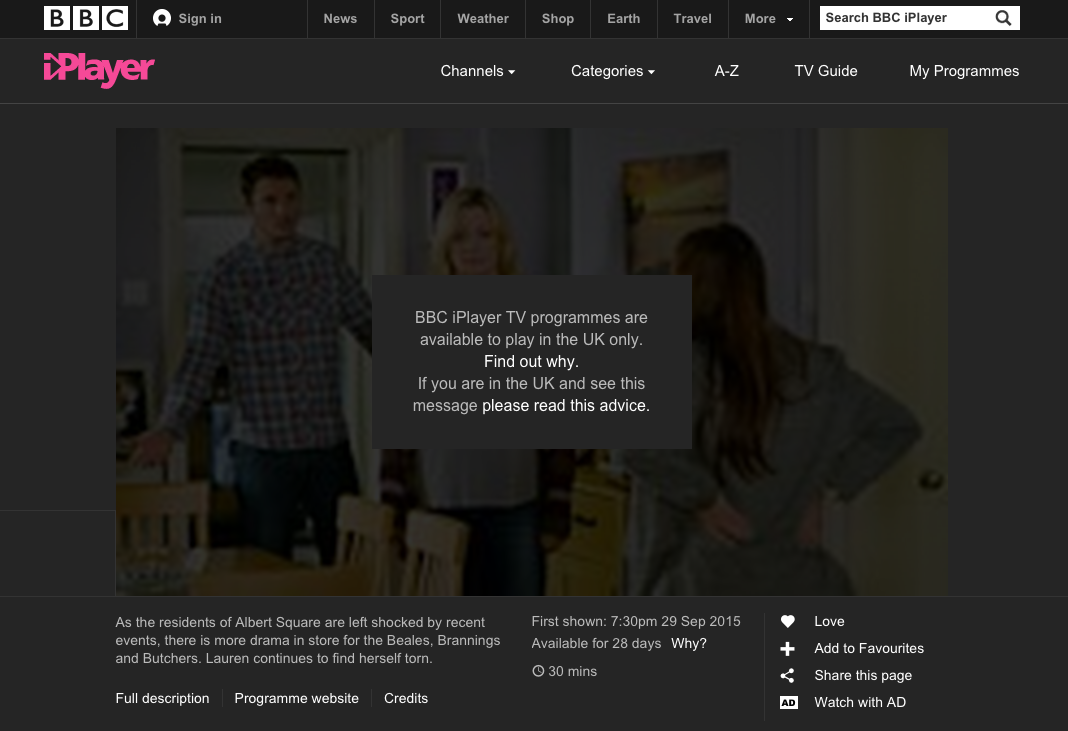 BBC Sign in News Sport Weather Shop Earth Travel More Search BBC iPlayer
iPlayer Channels Categories A-Z TV Guide My Programmes
BBC iPlayer TV programmes are
available to play in the UK only.
Find out why.
If you are in the UK and see this
message please read this advice.
As the residents of Albert Square are left shocked by recent
events, there is more drama in store for the Beales, Brannings
and Butchers. Lauren continues to find herself torn.
Full description Programme website Credits
First shown: 7:30pm 29 Sep 2015
Available for 28 days Why?
30 mins
Love
Add to Favourites
Share this page
AD Watch with AD